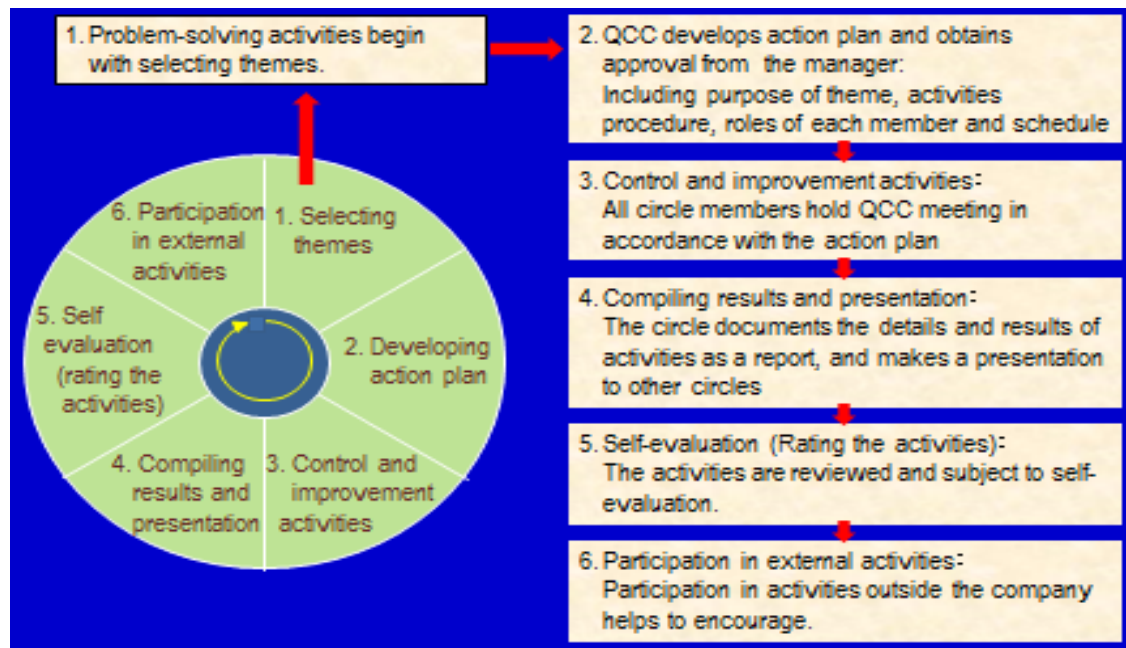 1. Problem-solving activities begin
with selecting themes.
2. QCC develops action plan and obtains
approval from the manager:
Including purpose of theme, activities
procedure, roles of each member and schedule
3. Control and improvement activities:
All circle members hold QCC meeting in
accordance with the action plan
4. Compiling results and presentation:
The circle documents the details and results of
activities as a report, and makes a presentation
to other circles
5. Self-evaluation (Rating the activities):
The activities are reviewed and subject to self-
evaluation.
6. Participation in external activities:
Participation in activities outside the company
helps to encourage.
1. Selecting
themes
2. Developing
action plan
3. Control and
improvement
activities
4. Compiling
results and
presentation
5. Self
evaluation
(rating the
activities)
6. Participation
in external
activities